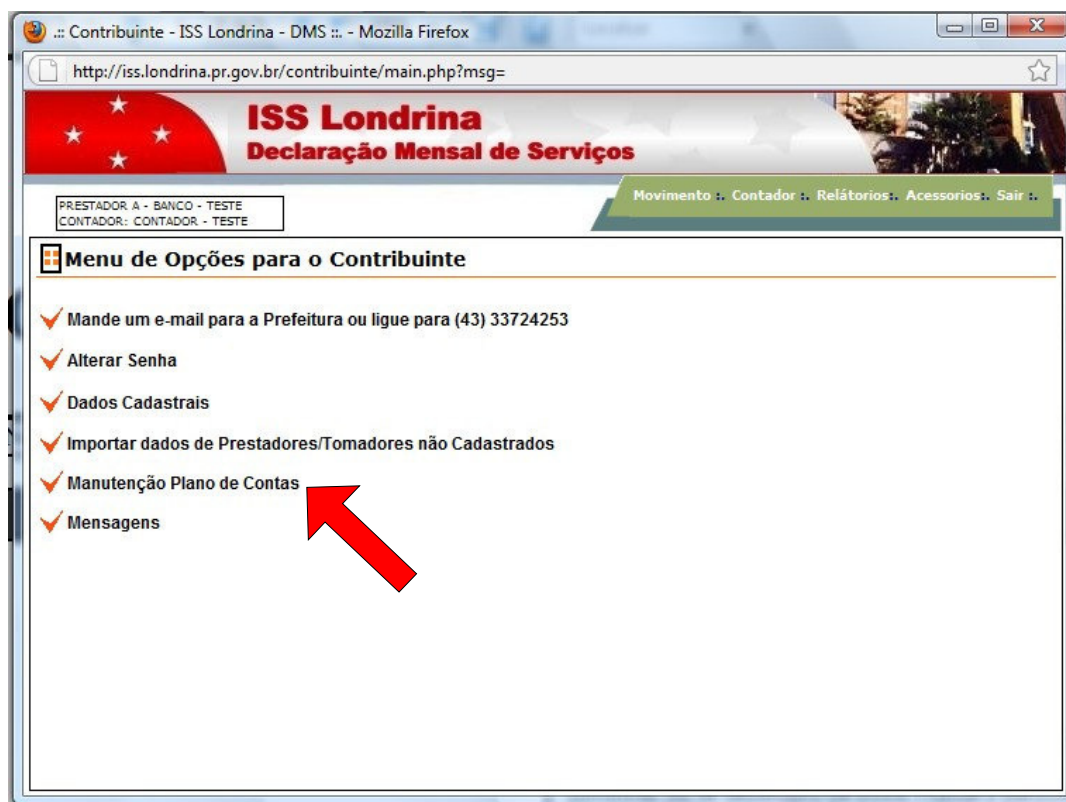 .:: Contribuinte - ISS Londrina - DMS ::. - Mozilla Firefox
http://iss.londrina.pr.gov.br/contribuinte/main.php?msg=
ISS Londrina
Declaração Mensal de Serviços
Movimento :. Contador :. Relátorios:. Acessorios:. Sair :.
PRESTADOR A - BANCO - TESTE
CONTADOR: CONTADOR - TESTE
Menu de Opções para o Contribuinte
Mande um e-mail para a Prefeitura ou ligue para (43) 33724253
Alterar Senha
Dados Cadastrais
Importar dados de Prestadores/Tomadores não Cadastrados
Manutenção Plano de Contas
Mensagens